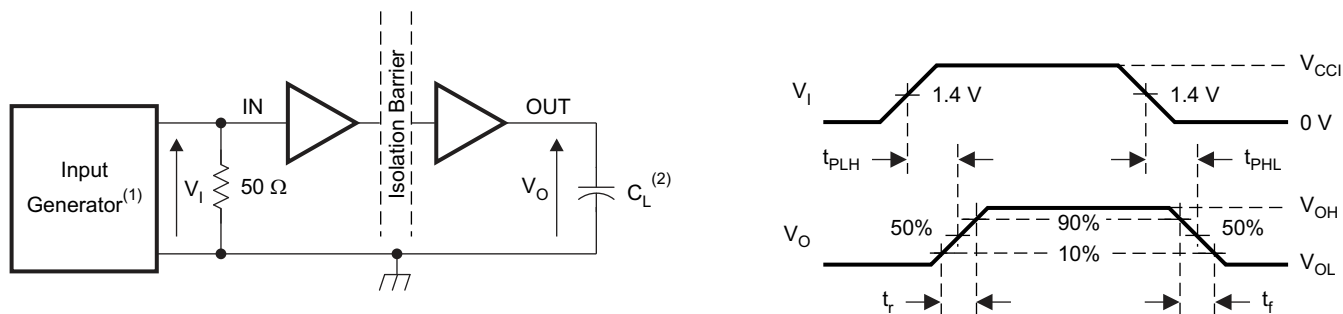 Input
Generator(1)
V_I
50 Ω
IN
Isolation Barrier
OUT
V_O
C_L(2)
V_I
1.4 V
1.4 V
V_CCI
0 V
t_PLH
t_PHL
V_O
50%
90%
10%
50%
V_OH
V_OL
t_r
t_f